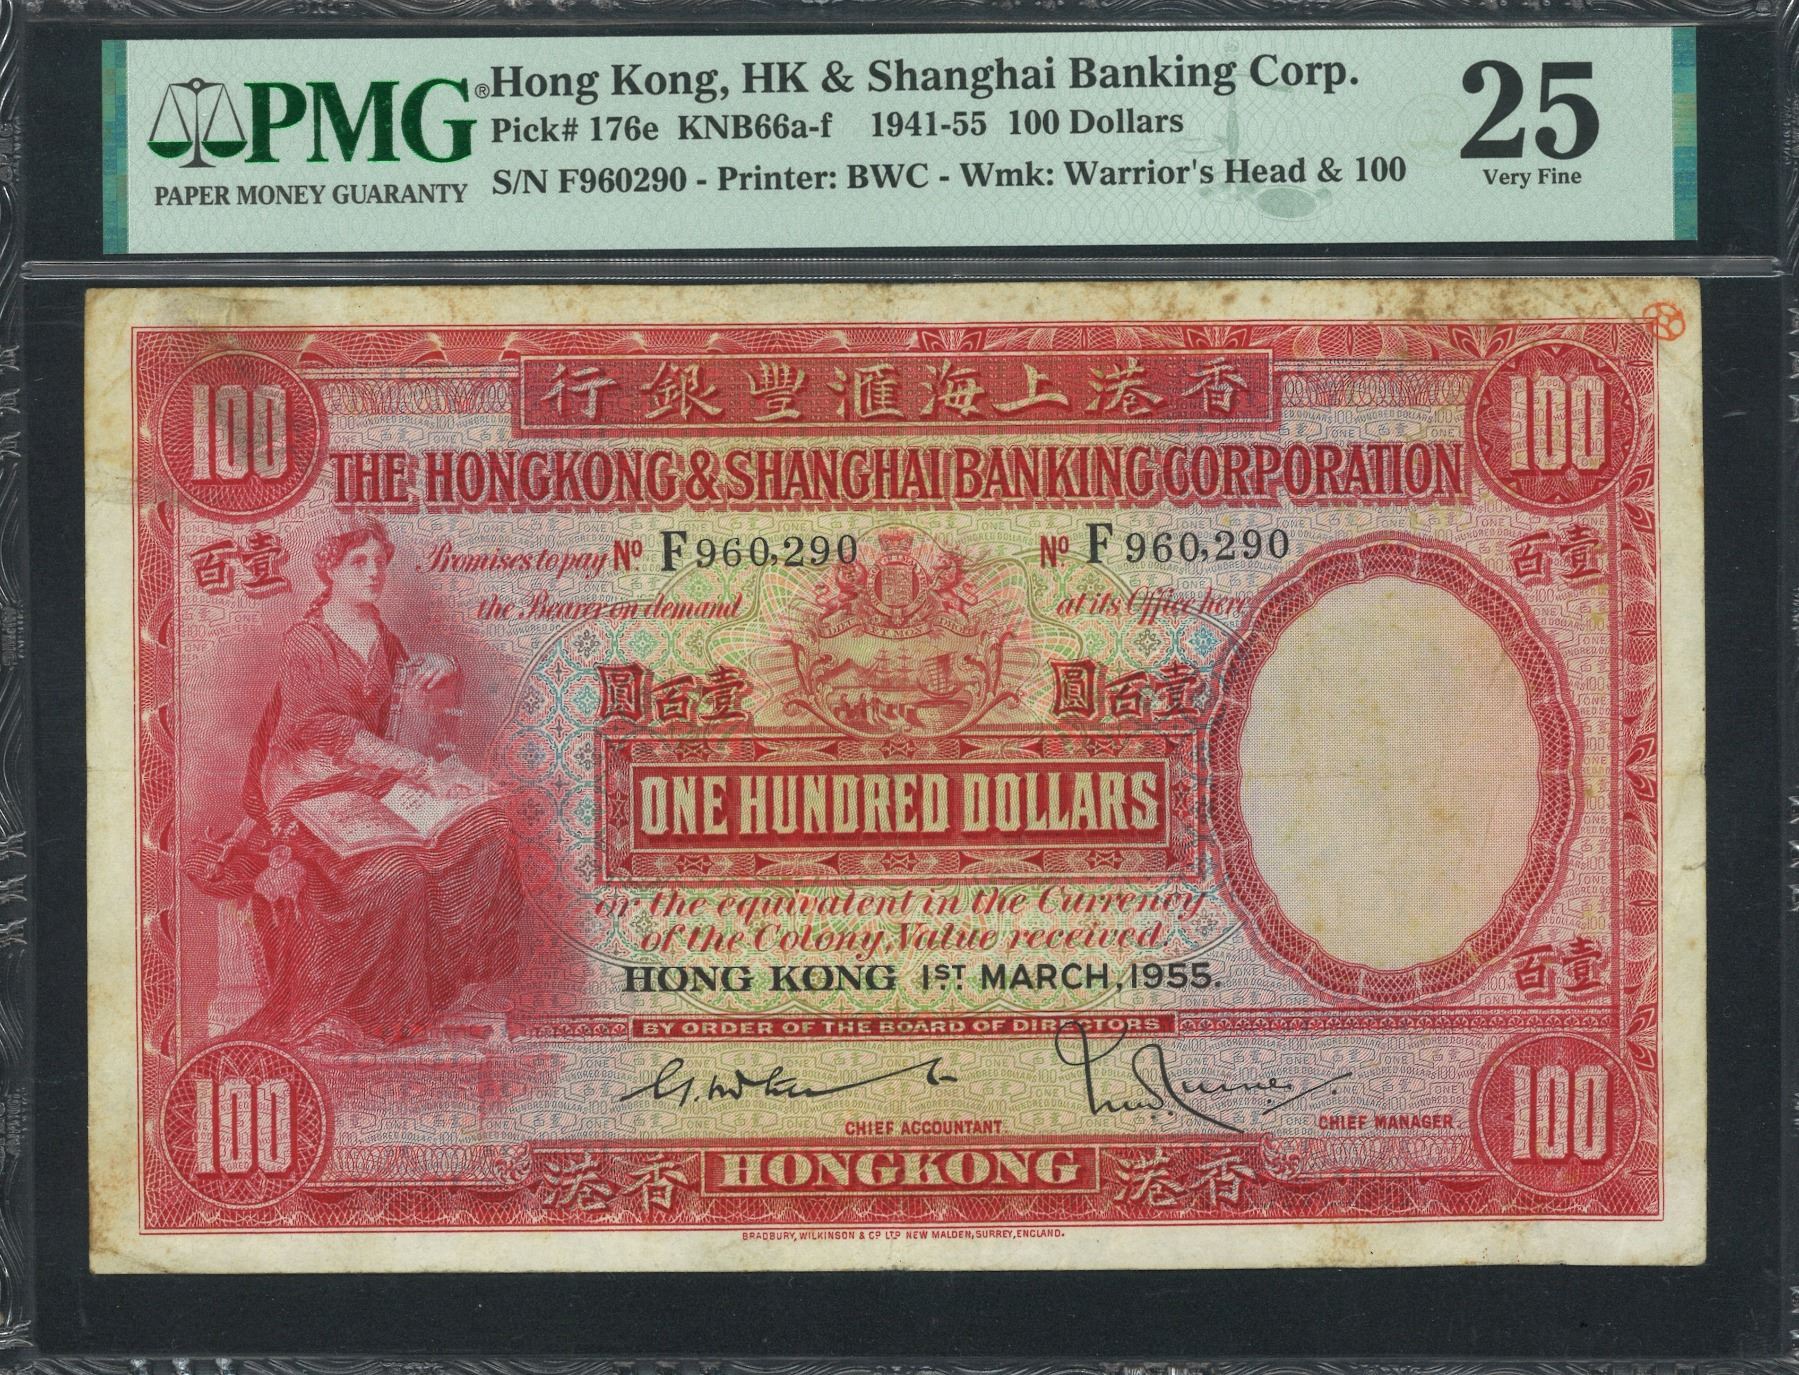 PMG®
PAPER MONEY GUARANTY
Hong Kong, HK & Shanghai Banking Corp.
Pick# 176e KNB66a-f 1941-55 100 Dollars
S/N F960290 - Printer: BWC - Wmk: Warrior's Head & 100
25
Very Fine
行銀豐滙海上港香
100
100
THE HONGKONG & SHANGHAI BANKING CORPORATION
百壹
Promises to pay
No. F 960,290
No F 960,290
百壹
the Bearer on demand
at its Office here
DIEU ET MON DROIT
圓百壹
圓百壹
ONE HUNDRED DOLLARS
or the equivalent in the Currency
of the Colony, Value received.
HONG KONG 1ST MARCH, 1955.
百壹
BY ORDER OF THE BOARD OF DIRECTORS
CHIEF ACCOUNTANT
CHIEF MANAGER.
100
100
港香
HONGKONG
港香
BRADBURY, WILKINSON & Co LTD NEW MALDEN, SURREY, ENGLAND.